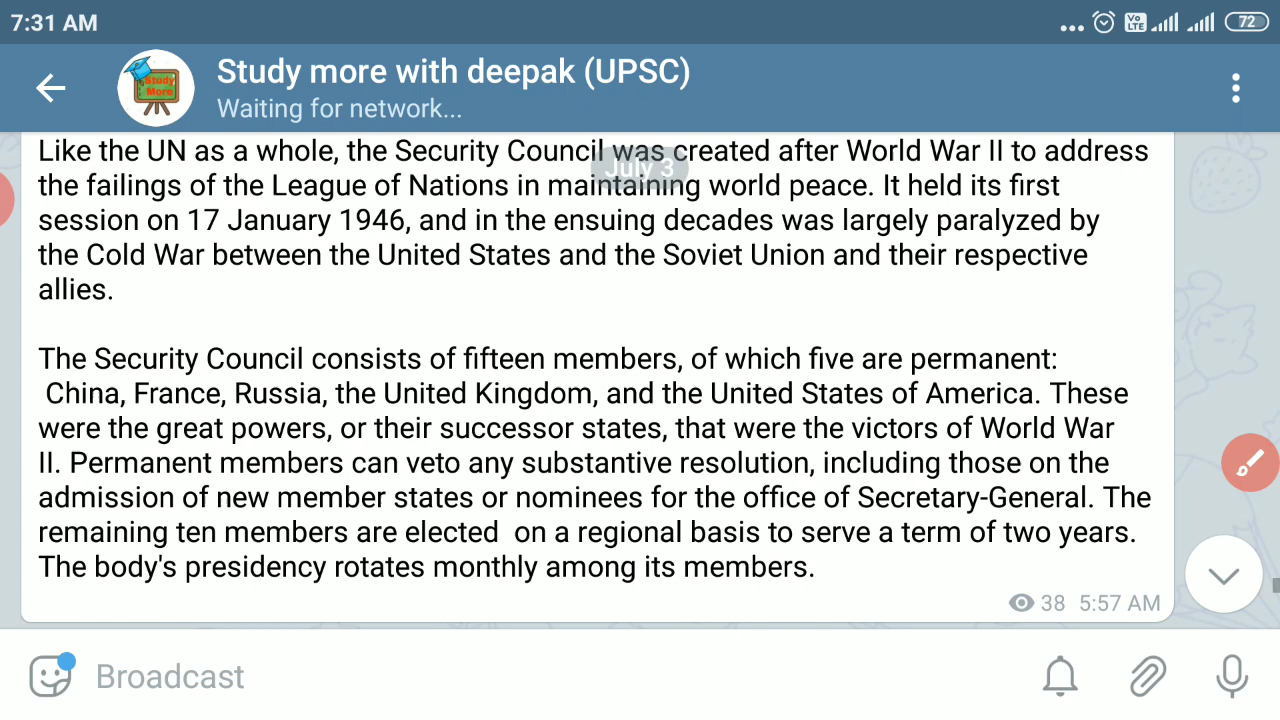 7:31 AM
Vo LTE
72
Study More
Study more with deepak (UPSC)
Waiting for network...
July 3
Like the UN as a whole, the Security Council was created after World War II to address
the failings of the League of Nations in maintaining world peace. It held its first
session on 17 January 1946, and in the ensuing decades was largely paralyzed by
the Cold War between the United States and the Soviet Union and their respective
allies.
The Security Council consists of fifteen members, of which five are permanent:
China, France, Russia, the United Kingdom, and the United States of America. These
were the great powers, or their successor states, that were the victors of World War
II. Permanent members can veto any substantive resolution, including those on the
admission of new member states or nominees for the office of Secretary-General. The
remaining ten members are elected  on a regional basis to serve a term of two years.
The body's presidency rotates monthly among its members.
38 5:57 AM
Broadcast